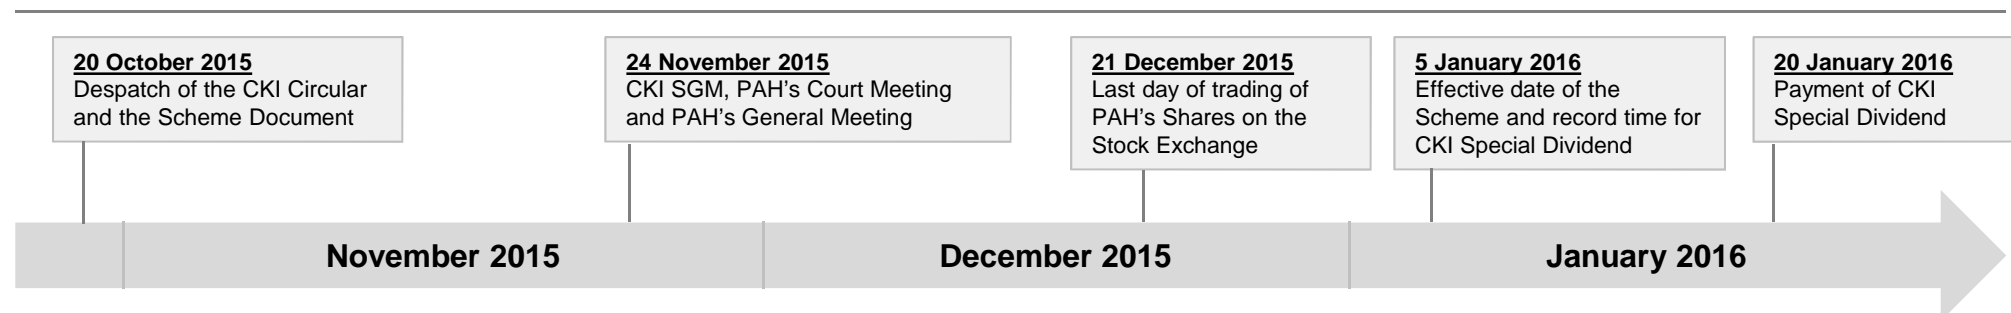 20 October 2015
Despatch of the CKI Circular
and the Scheme Document
24 November 2015
CKI SGM, PAH's Court Meeting
and PAH's General Meeting
21 December 2015
Last day of trading of
PAH's Shares on the
Stock Exchange
5 January 2016
Effective date of the
Scheme and record time for
CKI Special Dividend
20 January 2016
Payment of CKI
Special Dividend
November 2015
December 2015
January 2016